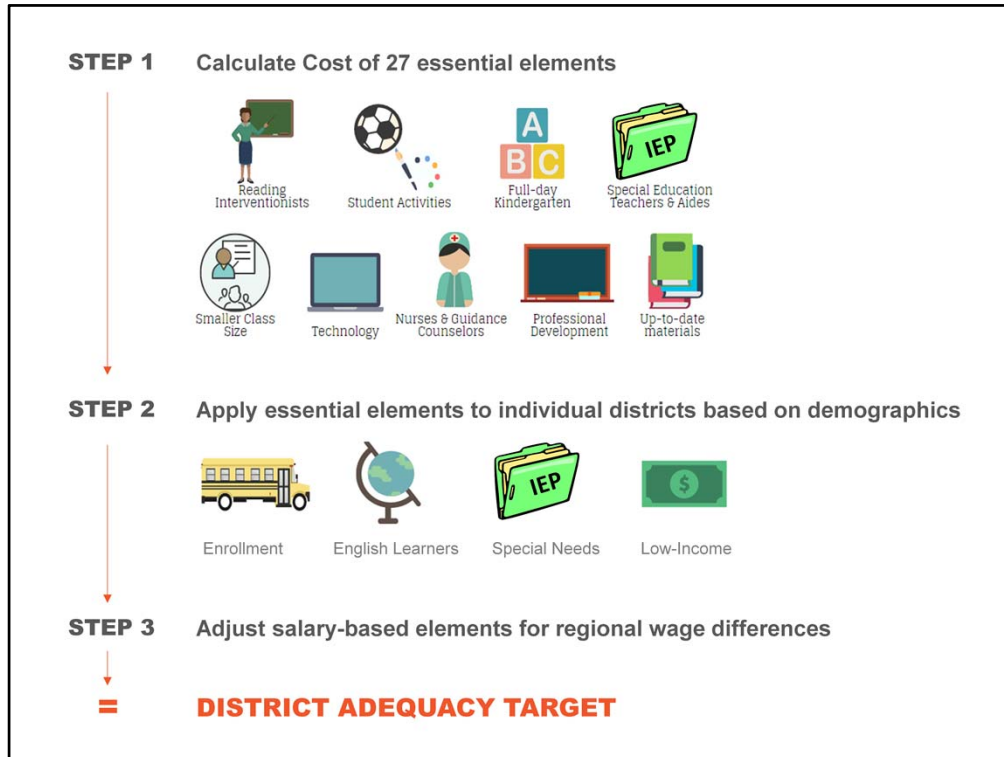 STEP 1 Calculate Cost of 27 essential elements
A
B C
IEP
Reading
Interventionists
Student Activities
Full-day
Kindergarten
Special Education
Teachers & Aides
Smaller Class
Size
Technology
Nurses & Guidance
Counselors
Professional
Development
Up-to-date
materials
STEP 2 Apply essential elements to individual districts based on demographics
IEP
$
Enrollment English Learners Special Needs Low-Income
STEP 3 Adjust salary-based elements for regional wage differences
= DISTRICT ADEQUACY TARGET